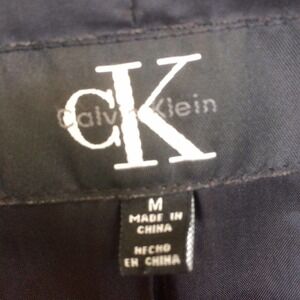 CK
Calvin Klein
M
MADE IN
CHINA
HECHO
EN CHINA